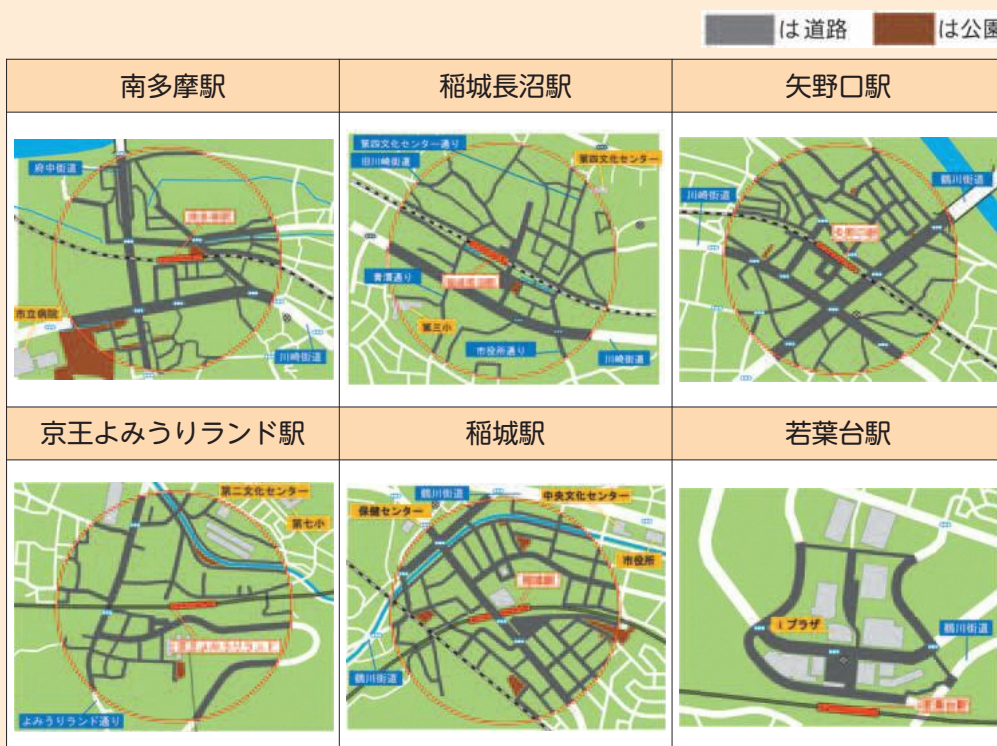 は道路
は公園
南多摩駅
稲城長沼駅
矢野口駅
府中街道
南多摩駅
市立病院
川崎街道
第四文化センター通り
旧川崎街道
第四文化センター
青渭通り
稲城長沼駅
第三小
市役所通り
川崎街道
川崎街道
鶴川街道
矢野口駅
京王よみうりランド駅
稲城駅
若葉台駅
第二文化センター
第七小
京王よみうりランド
よみうりランド通り
鶴川街道
中央文化センター
保健センター
市役所
稲城駅
鶴川街道
iプラザ
鶴川街道
若葉台駅